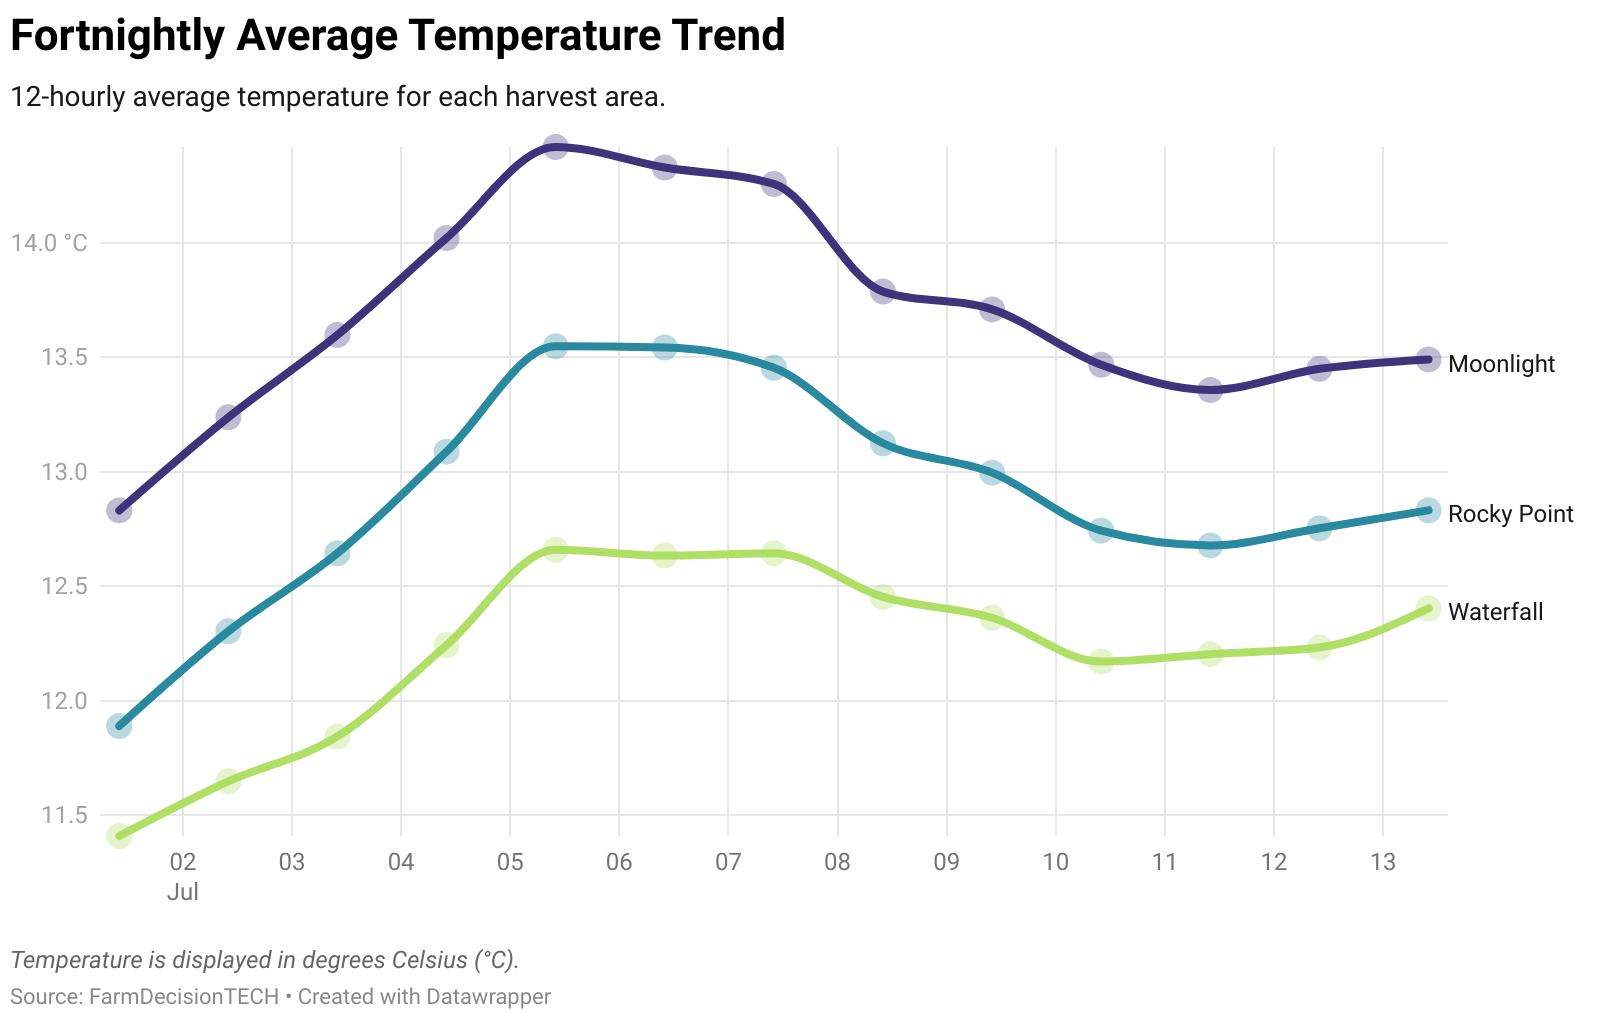 Fortnightly Average Temperature Trend
12-hourly average temperature for each harvest area.
14.0 °C
13.5
13.0
12.5
12.0
11.5
Moonlight
Rocky Point
Waterfall
02 03 04 05 06 07 08 09 10 11 12 13
Jul
Temperature is displayed in degrees Celsius (°C).
Source: FarmDecisionTECH • Created with Datawrapper